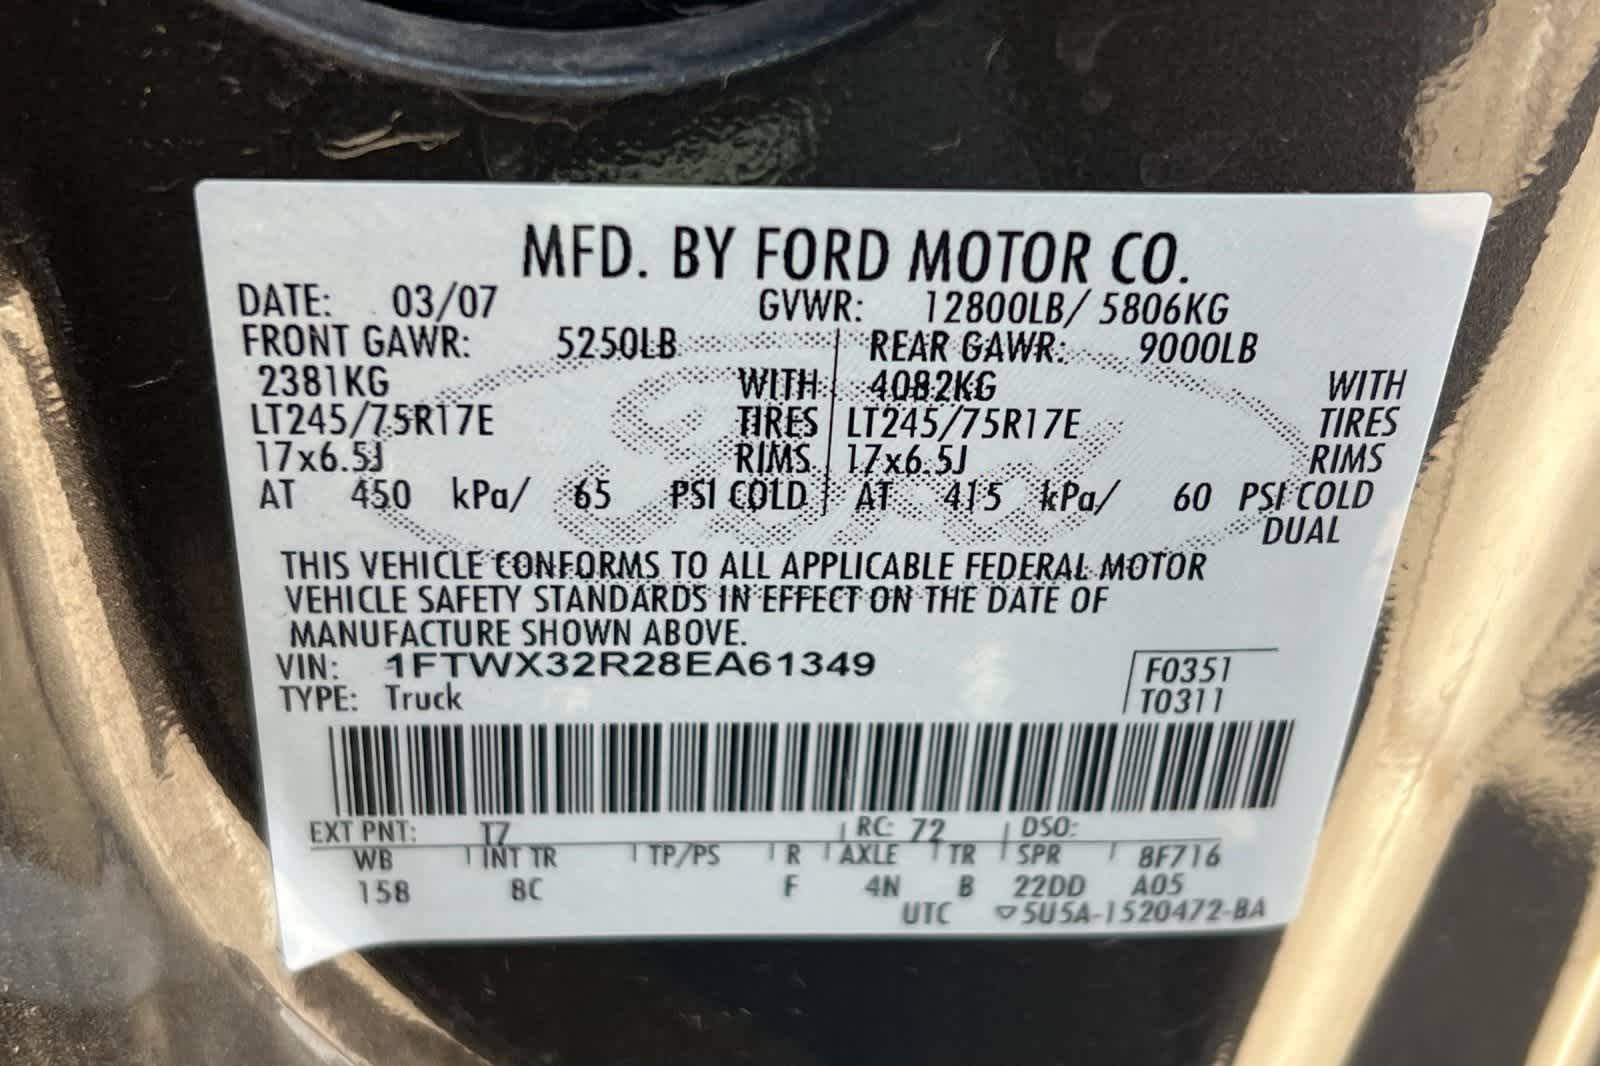 MFD. BY FORD MOTOR CO.
DATE: 03/07 GVWR: 12800LB/ 5806KG
FRONT GAWR: 5250LB REAR GAWR: 9000LB
2381KG WITH 4082KG WITH
LT245/75R17E TIRES LT245/75R17E TIRES
17x6.5J RIMS 17x6.5J RIMS
AT 450 kPa/ 65 PSI COLD AT 415 kPa/ 60 PSI COLD
DUAL
THIS VEHICLE CONFORMS TO ALL APPLICABLE FEDERAL MOTOR
VEHICLE SAFETY STANDARDS IN EFFECT ON THE DATE OF
MANUFACTURE SHOWN ABOVE.
VIN: 1FTWX32R28EA61349 F0351
TYPE: Truck T0311
EXT PNT: T7 RC: 72 DSO:
WB INT TR TP/PS R AXLE TR SPR 8F716
158 8C F 4N B 22DD A05
UTC ▽5U5A-1520472-BA